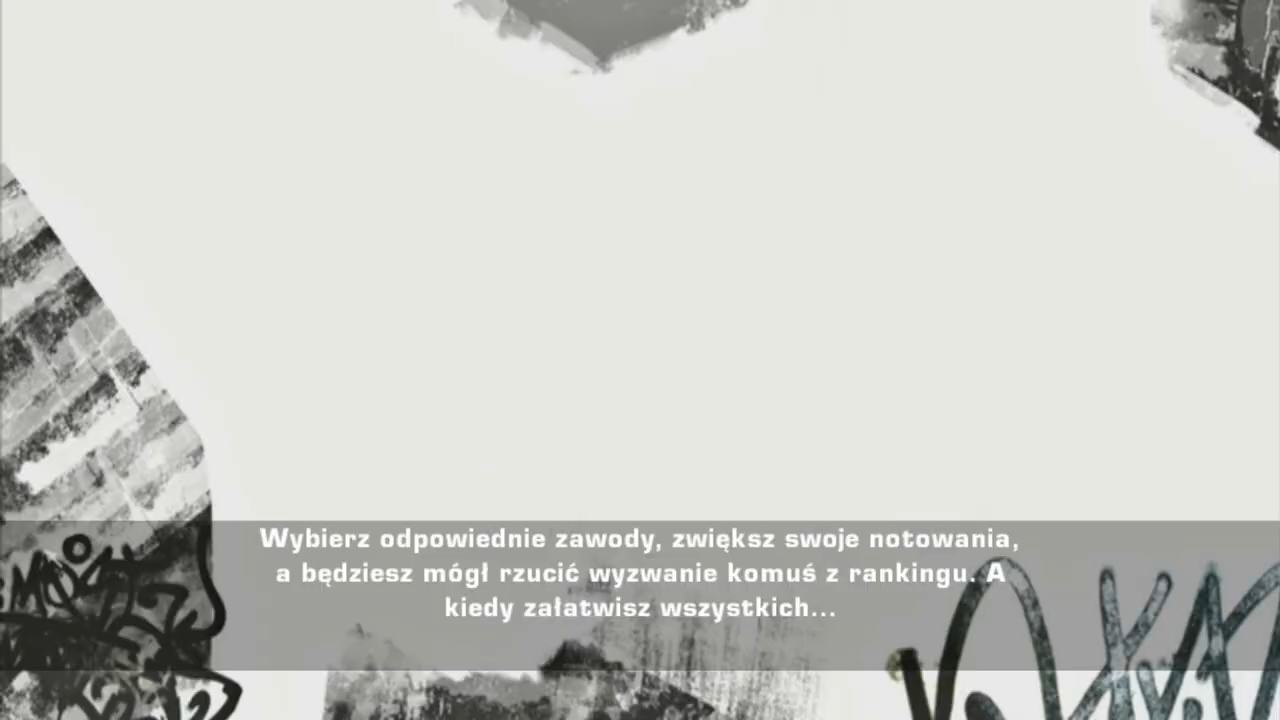 Wybierz odpowiednie zawody, zwiększ swoje notowania,
a będziesz mógł rzucić wyzwanie komuś z rankingu. A
kiedy załatwisz wszystkich...